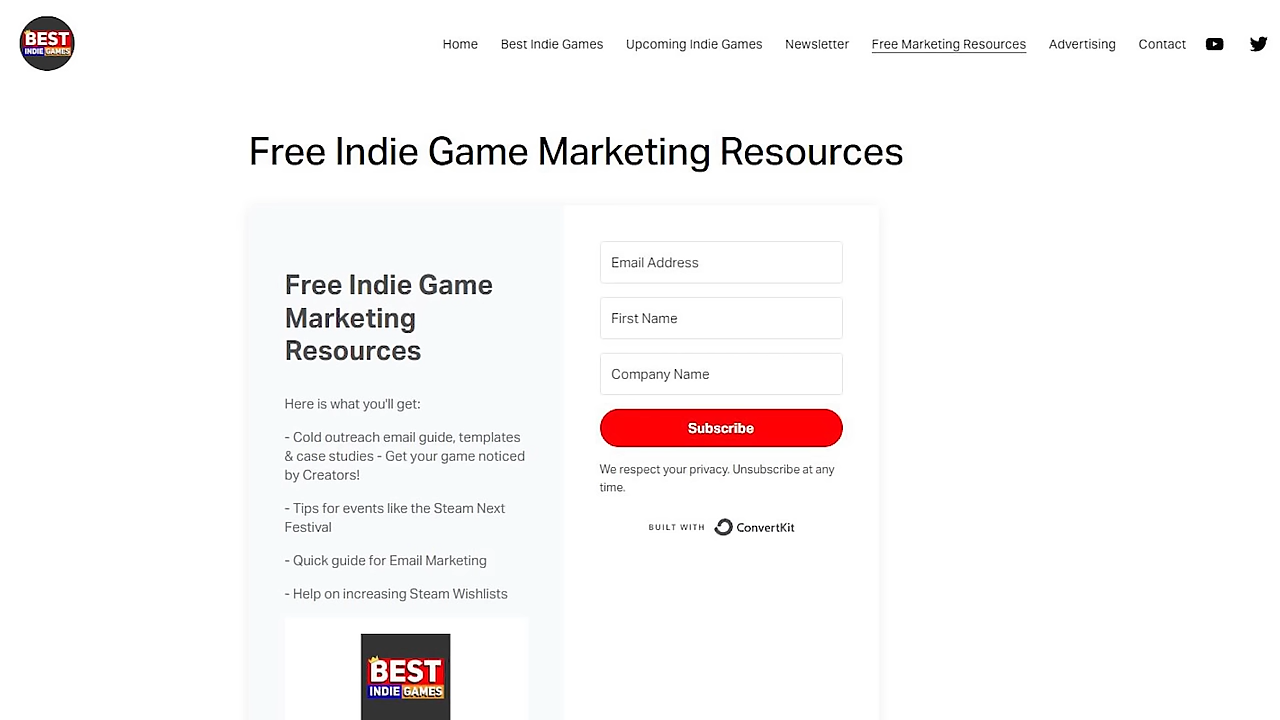 BEST
INDIE GAMES
Home Best Indie Games Upcoming Indie Games Newsletter Free Marketing Resources Advertising Contact
Free Indie Game Marketing Resources
Free Indie Game
Marketing
Resources
Here is what you'll get:
- Cold outreach email guide, templates
& case studies - Get your game noticed
by Creators!
- Tips for events like the Steam Next
Festival
- Quick guide for Email Marketing
- Help on increasing Steam Wishlists
BEST
INDIE GAMES
Email Address
First Name
Company Name
Subscribe
We respect your privacy. Unsubscribe at any
time.
BUILT WITH ConvertKit